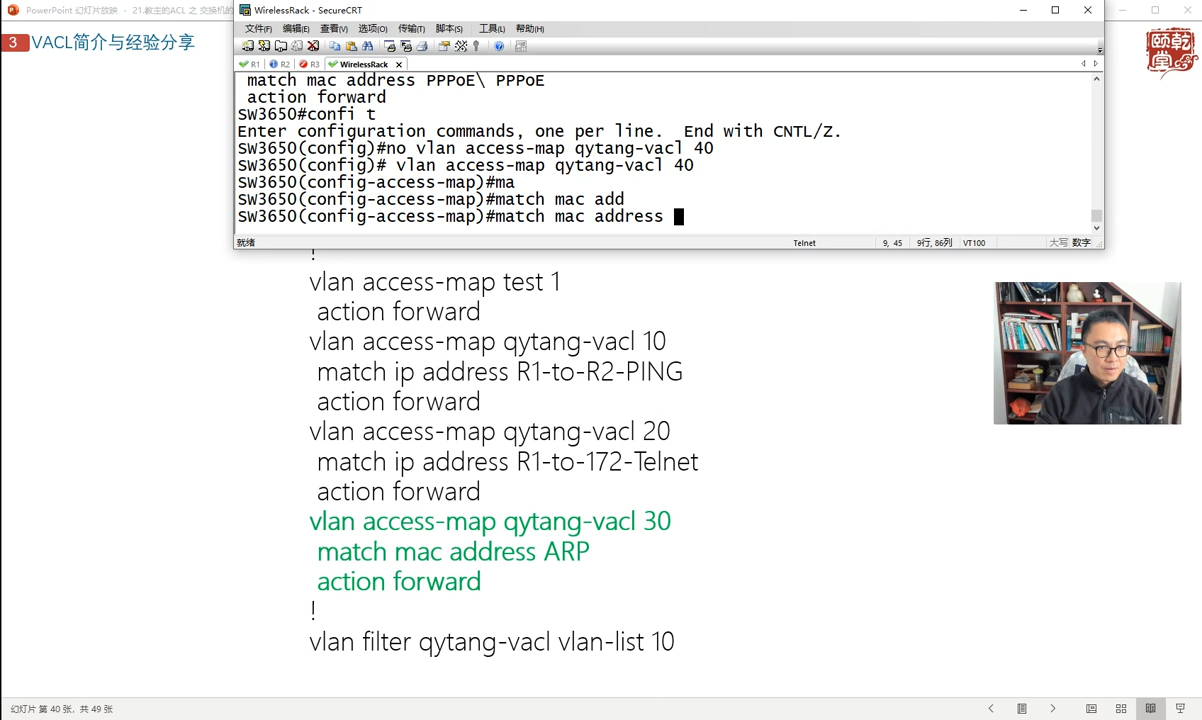 PowerPoint 幻灯片放映 - 21.教主的ACL 之 交换机的
3 VACL简介与经验分享
WirelessRack - SecureCRT
文件(F) 编辑(E) 查看(V) 选项(O) 传输(T) 脚本(S) 工具(L) 帮助(H)
R1 R2 R3 WirelessRack
match mac address PPPoE\ PPPoE
action forward
SW3650#confi t
Enter configuration commands, one per line.  End with CNTL/Z.
SW3650(config)#no vlan access-map qytang-vacl 40
SW3650(config)# vlan access-map qytang-vacl 40
SW3650(config-access-map)#ma
SW3650(config-access-map)#match mac add
SW3650(config-access-map)#match mac address
就绪 Telnet 9, 45 9行, 86列 VT100 大写 数字
乾颐堂
!
vlan access-map test 1
action forward
vlan access-map qytang-vacl 10
match ip address R1-to-R2-PING
action forward
vlan access-map qytang-vacl 20
match ip address R1-to-172-Telnet
action forward
vlan access-map qytang-vacl 30
match mac address ARP
action forward
!
vlan filter qytang-vacl vlan-list 10
幻灯片 第 40 张，共 49 张